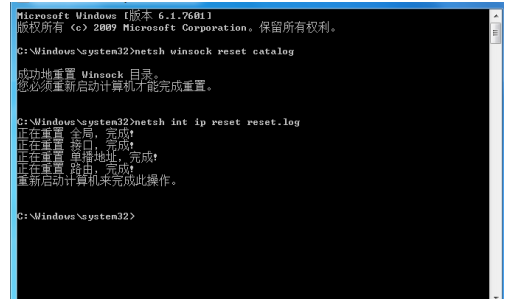 Microsoft Windows [版本 6.1.7601]
版权所有 (c) 2009 Microsoft Corporation。保留所有权利。
C:\Windows\system32>netsh winsock reset catalog
成功地重置 Winsock 目录。
您必须重新启动计算机才能完成重置。
C:\Windows\system32>netsh int ip reset reset.log
正在重置 全局，完成!
正在重置 接口，完成!
正在重置 单播地址，完成!
正在重置 路由，完成!
重新启动计算机来完成此操作。
C:\Windows\system32>